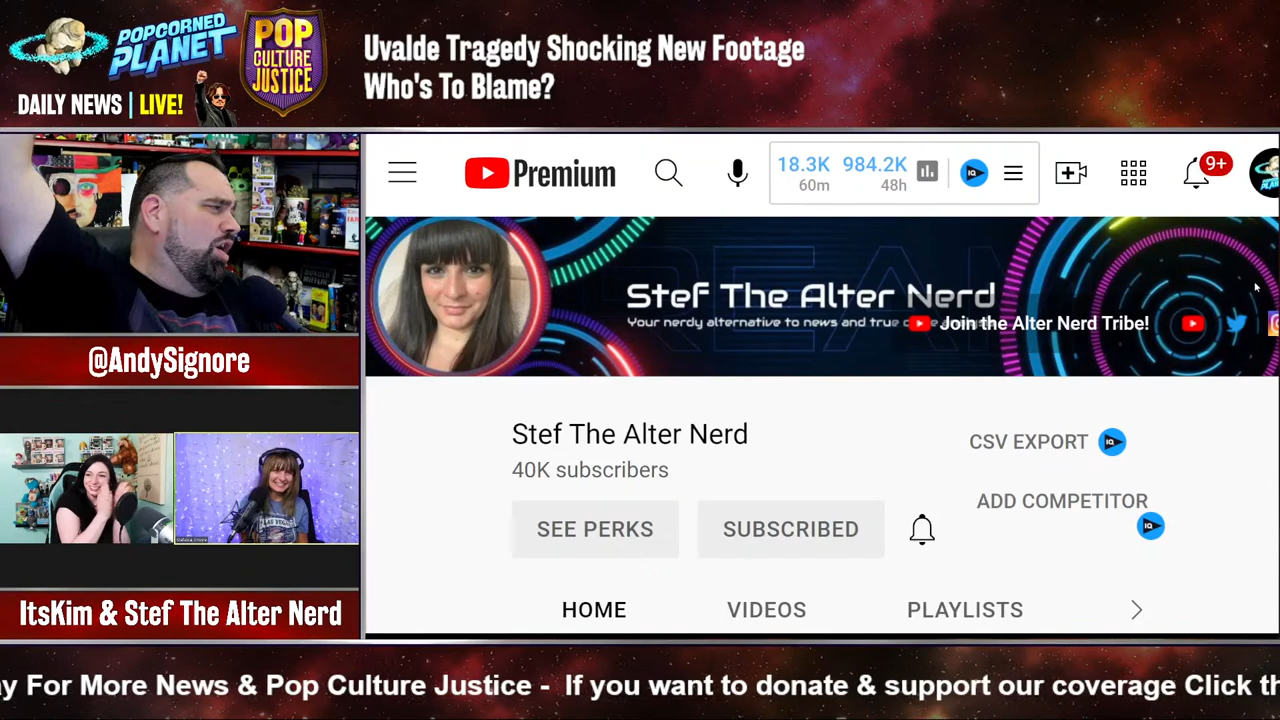 POPCORNED
PLANET
POP
CULTURE
JUSTICE
DAILY NEWS | LIVE!
Uvalde Tragedy Shocking New Footage
Who's To Blame?
Premium
18.3K 984.2K
60m 48h
IQ
9+
Stef The Alter Nerd
Your nerdy alternative to news and true
Join the Alter Nerd Tribe!
@AndySignore
Stef The Alter Nerd
40K subscribers
CSV EXPORT IQ
ADD COMPETITOR
IQ
SEE PERKS
SUBSCRIBED
HOME
VIDEOS
PLAYLISTS
ItsKim & Stef The Alter Nerd
y For More News & Pop Culture Justice - If you want to donate & support our coverage Click th